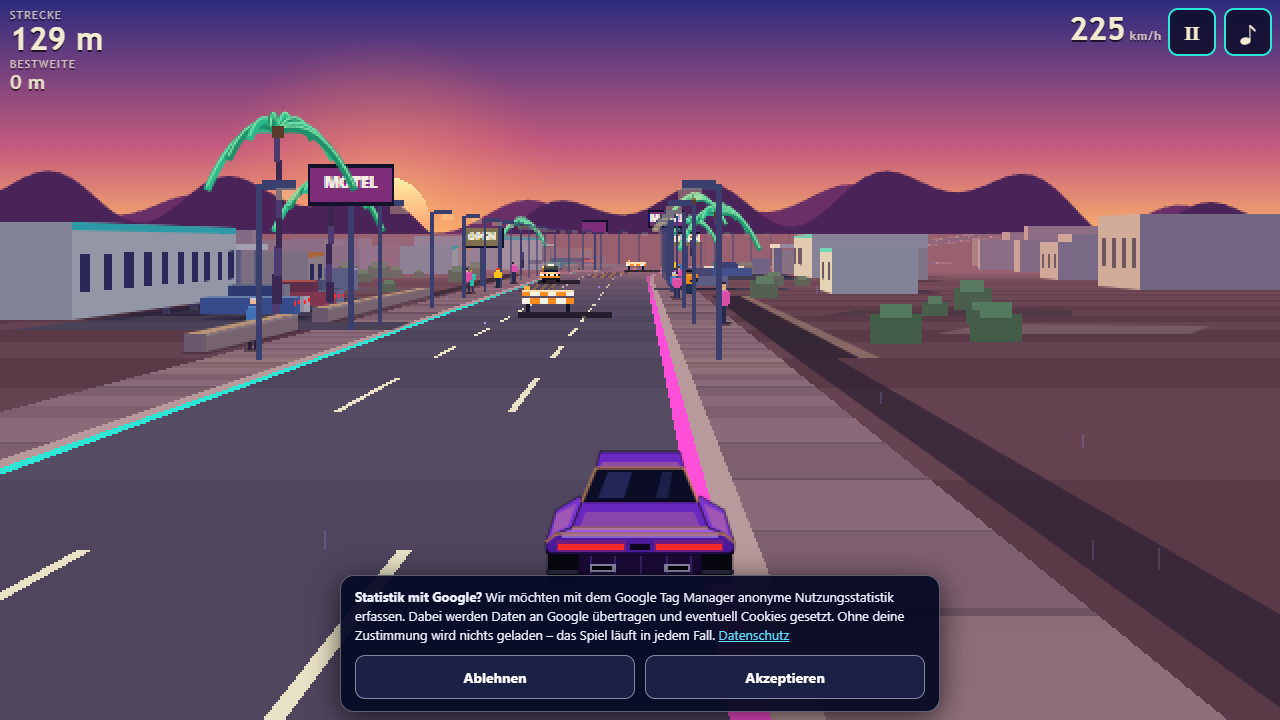 STRECKE
129 m
BESTWEITE
0 m
225 km/h
MOTEL
OPEN
Statistik mit Google? Wir möchten mit dem Google Tag Manager anonyme Nutzungsstatistik
erfassen. Dabei werden Daten an Google übertragen und eventuell Cookies gesetzt. Ohne deine
Zustimmung wird nichts geladen – das Spiel läuft in jedem Fall. Datenschutz
Ablehnen
Akzeptieren